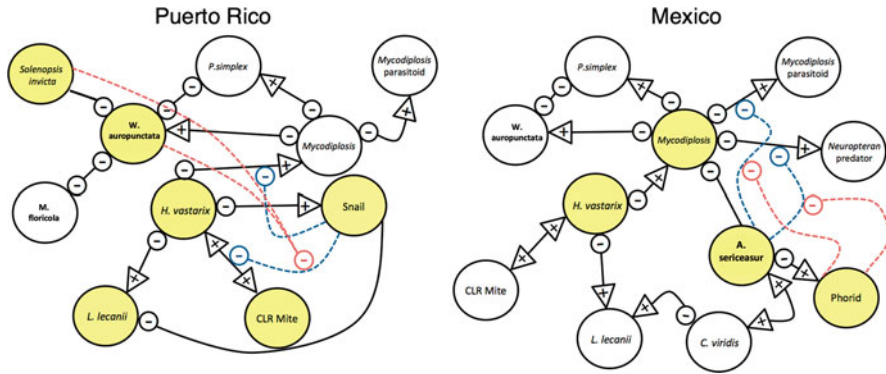 Puerto Rico
Solenopsis
invicta
P.simplex
Mycodiplosis
parasitoid
W.
auropunctata
Mycodiplosis
M.
floricola
H. vastarix
Snail
L. lecanii
CLR Mite
Mexico
P.simplex
Mycodiplosis
parasitoid
W.
auropunctata
Mycodiplosis
Neuropteran
predator
H. vastarix
A.
sericeasur
CLR Mite
Phorid
L. lecanii
C. viridis